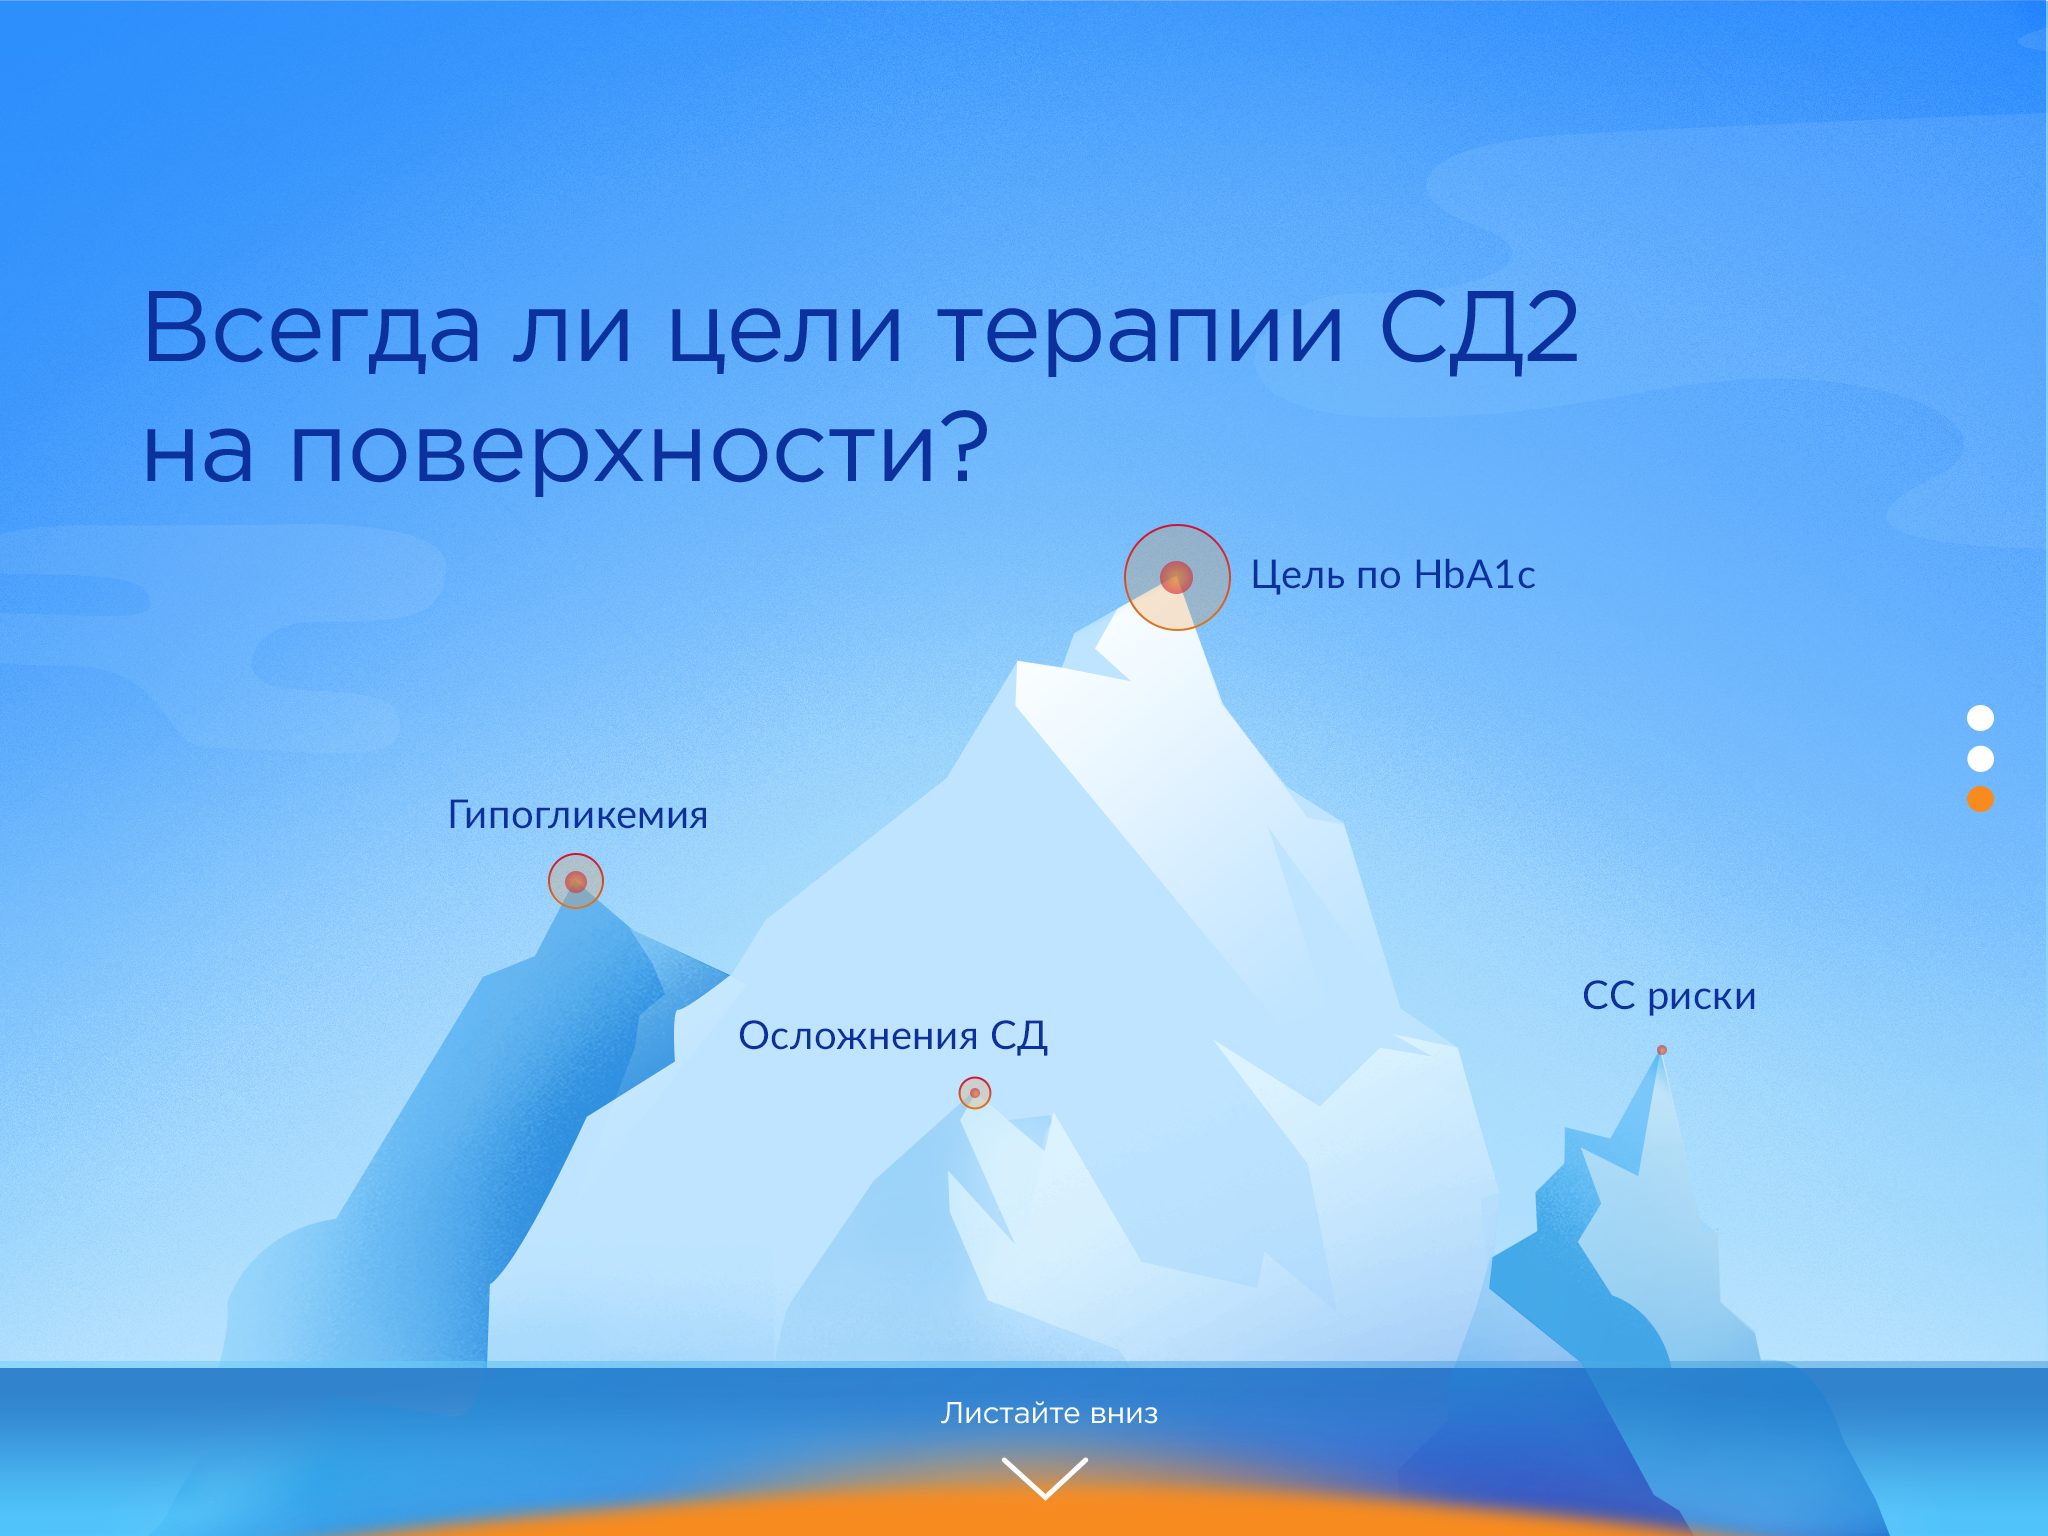 Всегда ли цели терапии СД2
на поверхности?
Цель по HbA1c
Гипогликемия
СС риски
Осложнения СД
Листайте вниз